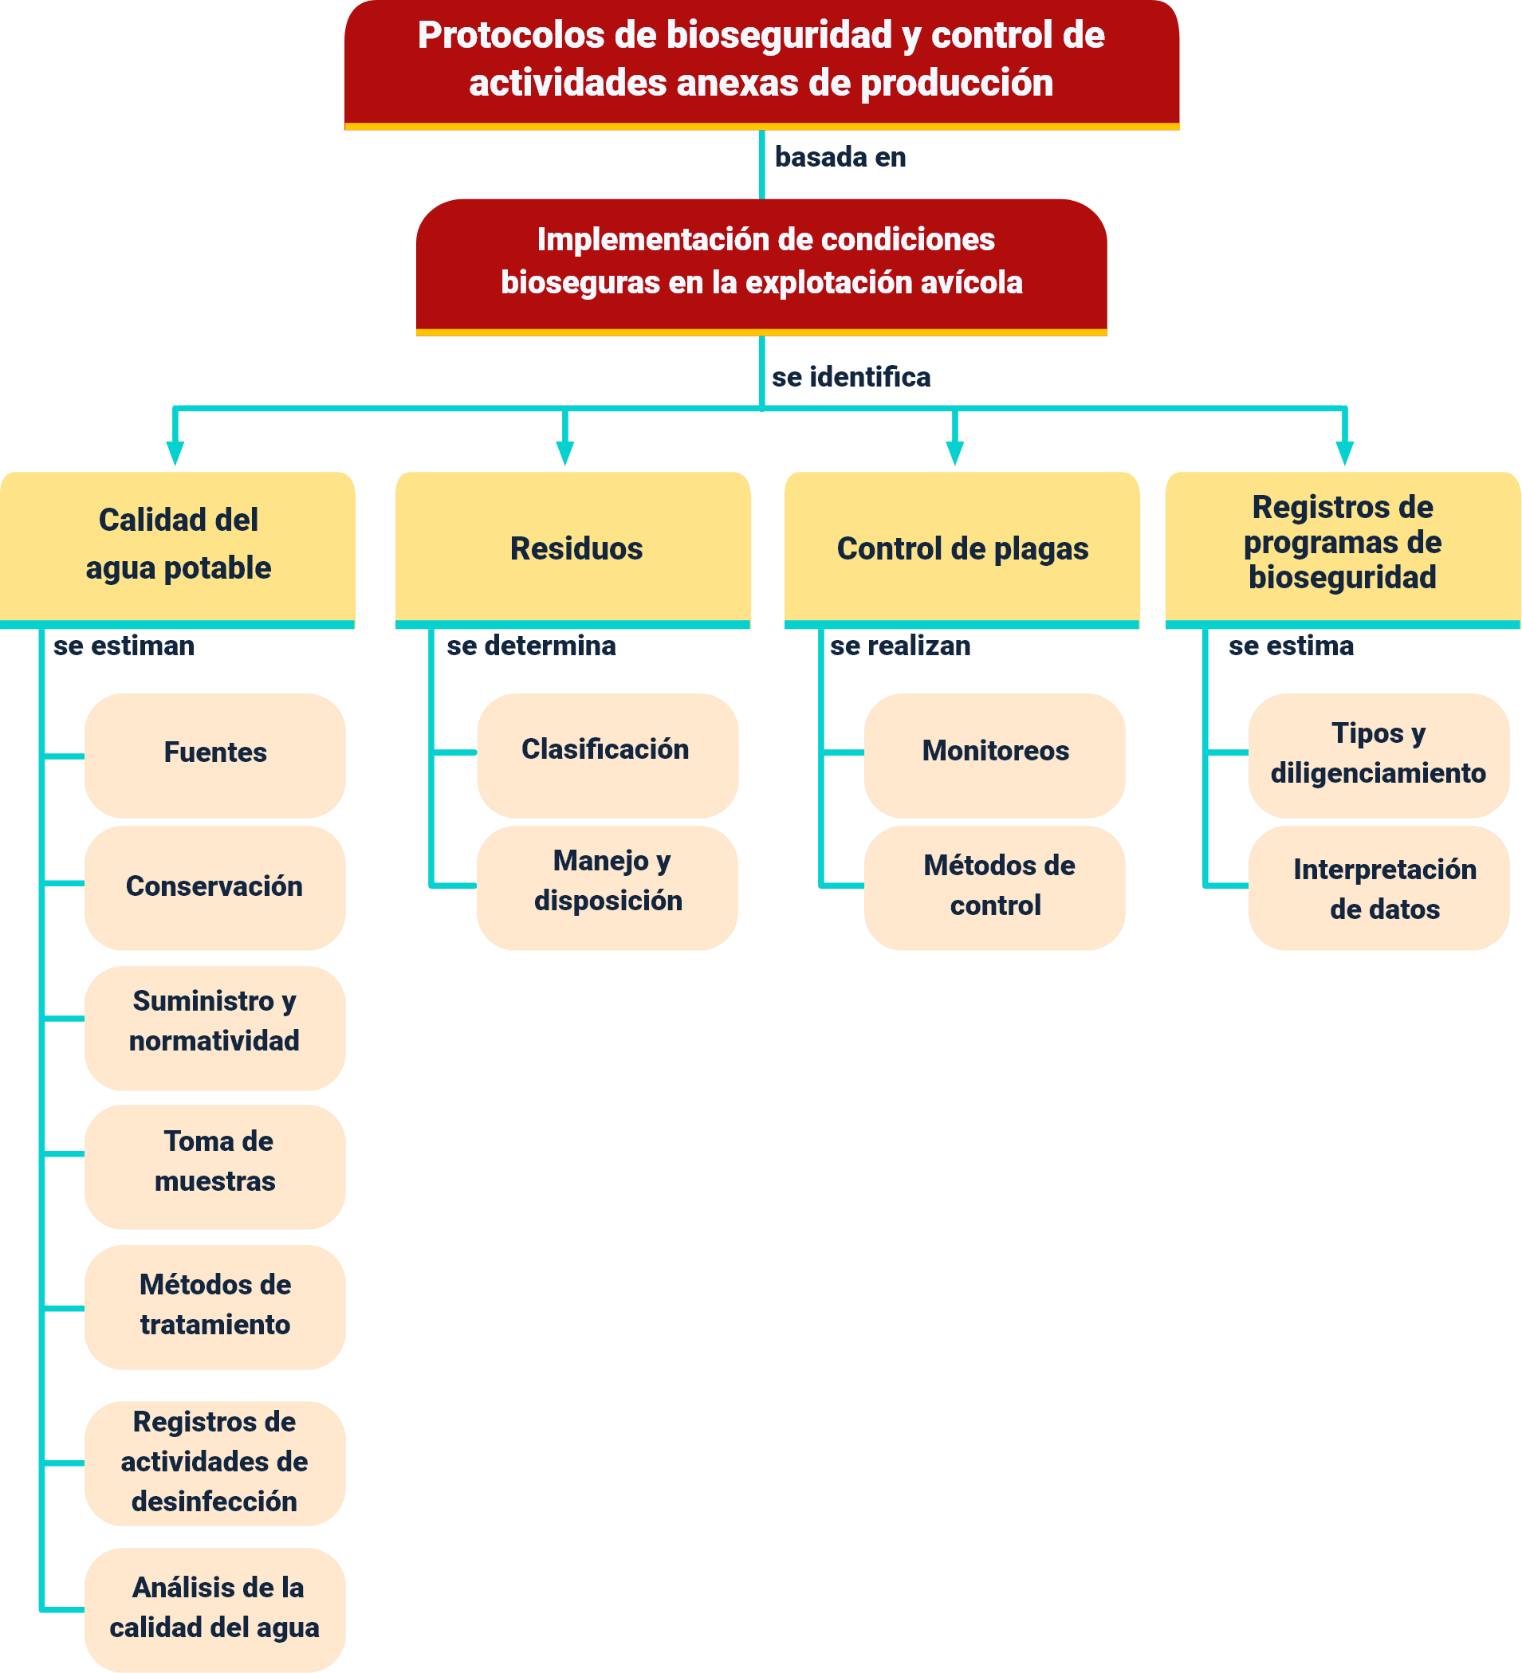 Protocolos de bioseguridad y control de
actividades anexas de producción
basada en
Implementación de condiciones
bioseguras en la explotación avícola
se identifica
Calidad del
agua potable
se estiman
Fuentes
Conservación
Suministro y
normatividad
Toma de
muestras
Métodos de
tratamiento
Registros de
actividades de
desinfección
Análisis de la
calidad del agua
Residuos
se determina
Clasificación
Manejo y
disposición
Control de plagas
se realizan
Monitoreos
Métodos de
control
Registros de
programas de
bioseguridad
se estima
Tipos y
diligenciamiento
Interpretación
de datos